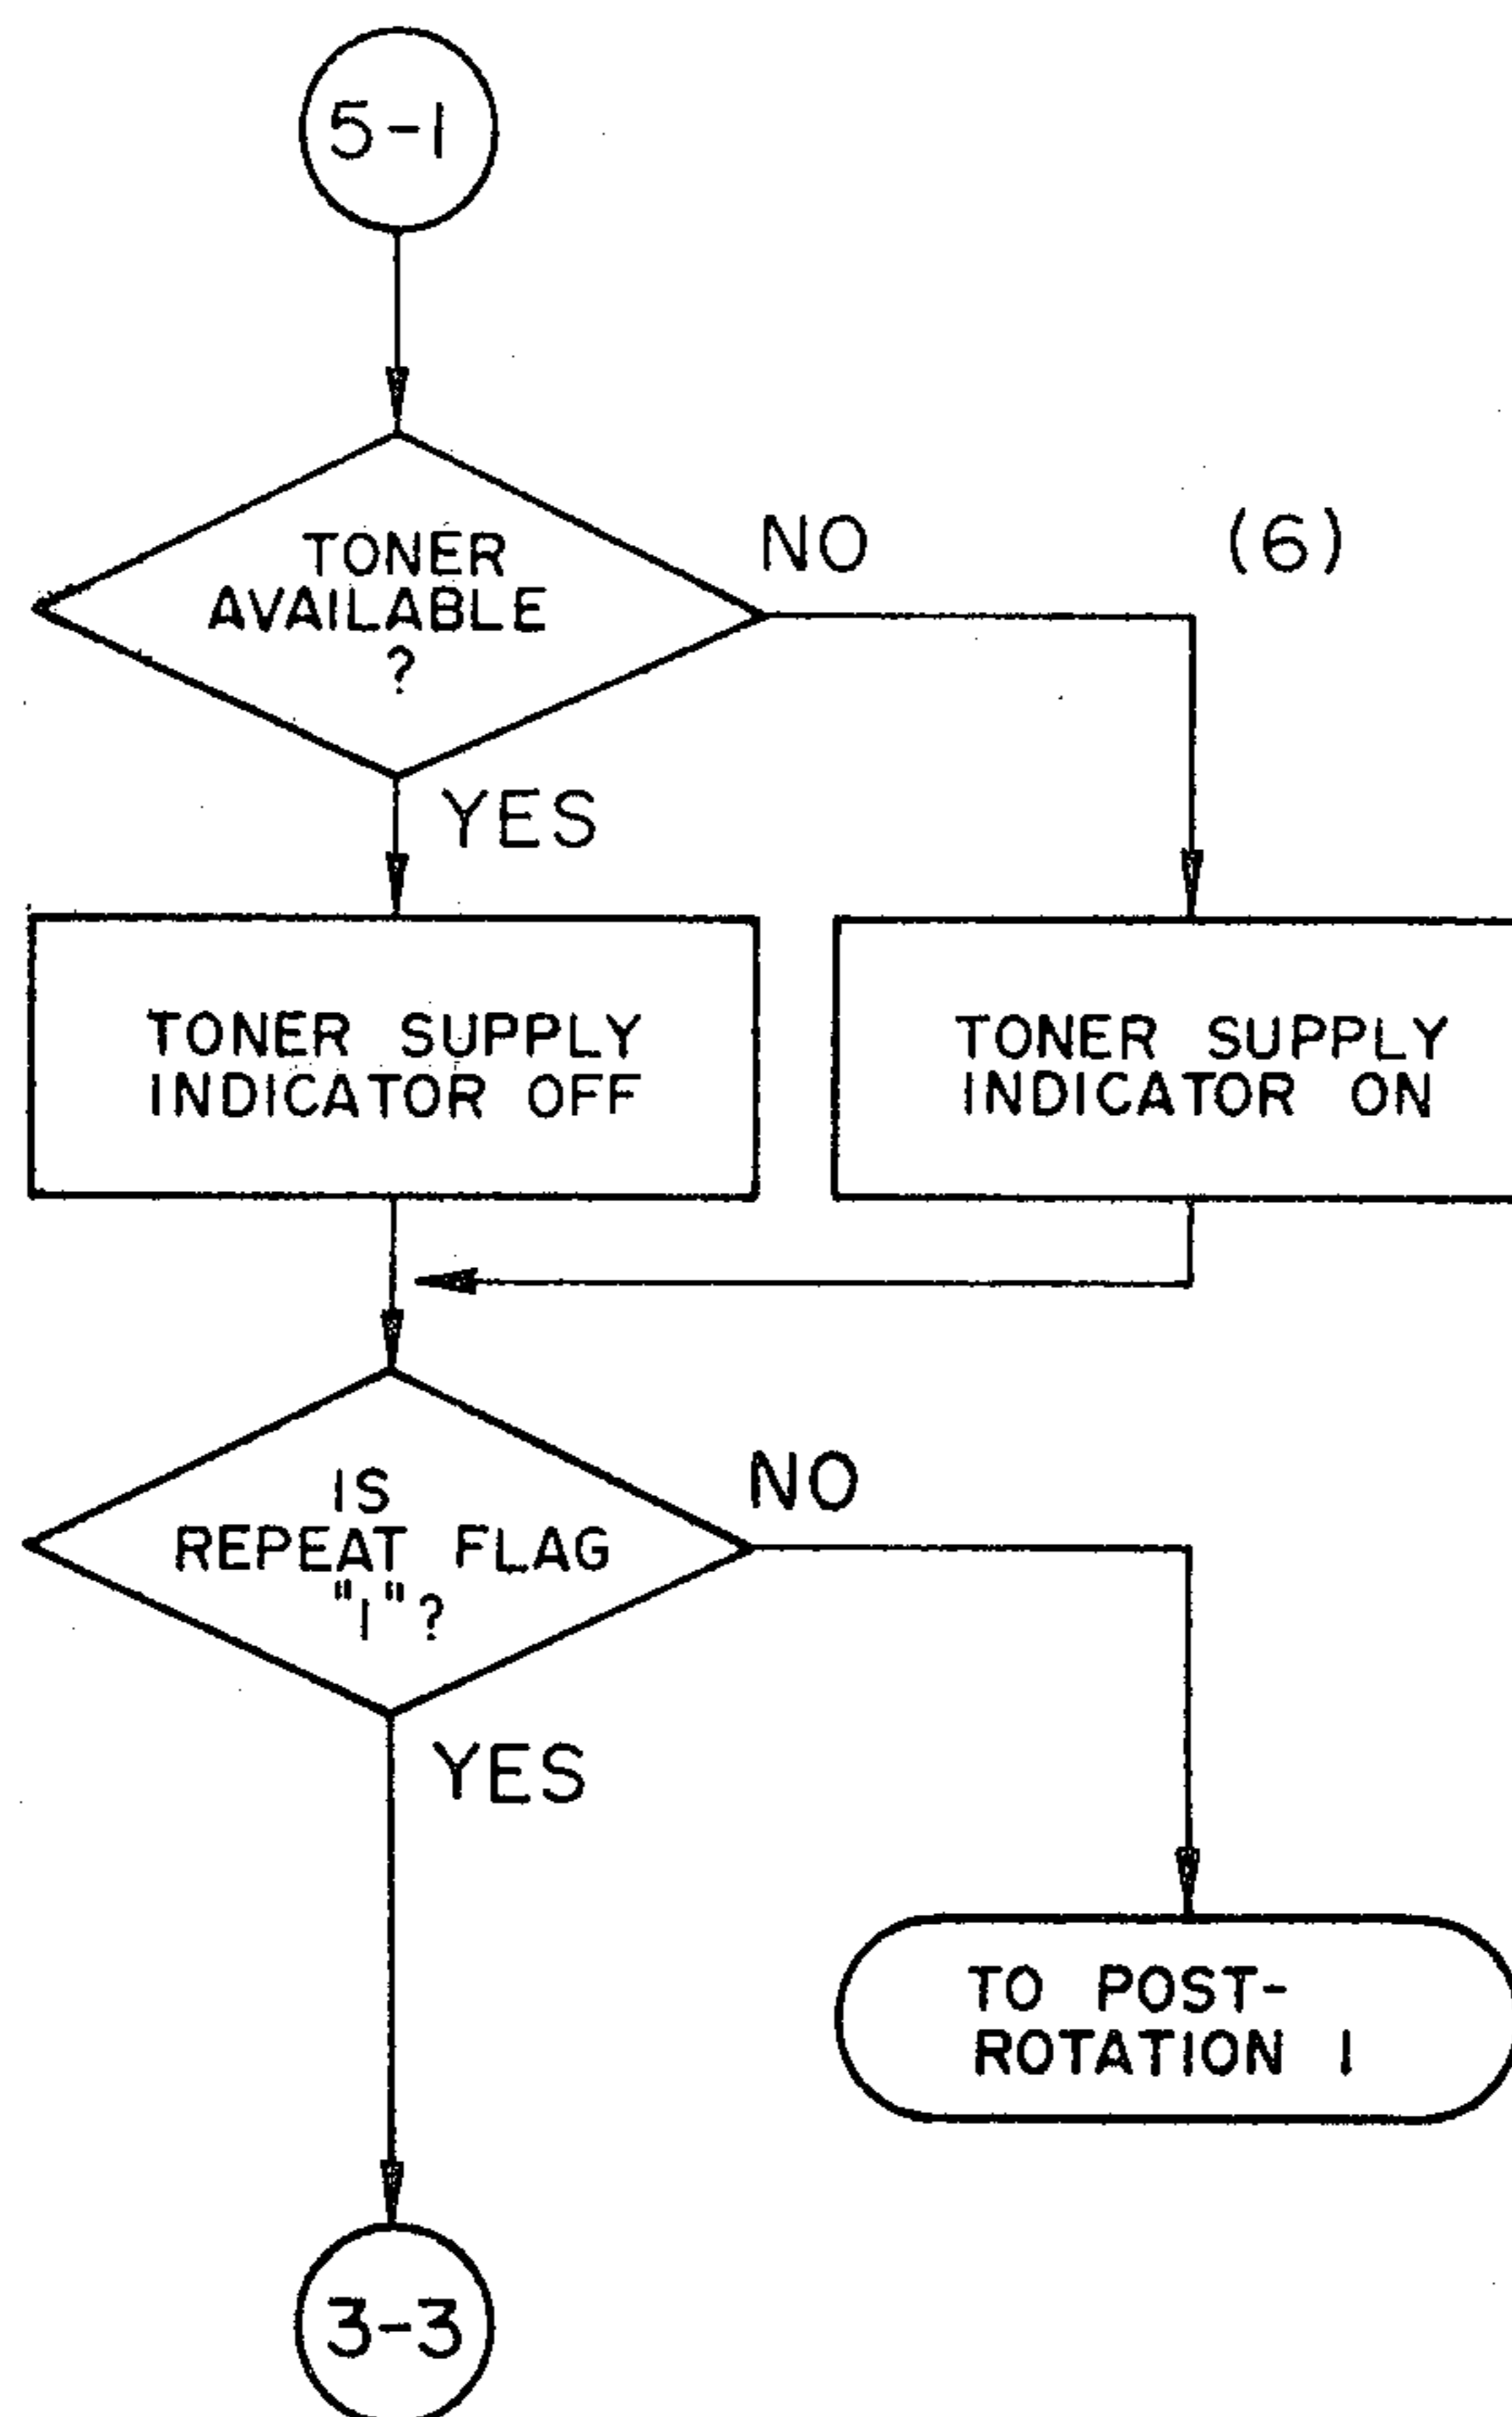 5-1
TONER
AVAILABLE
?
NO
(6)
YES
TONER SUPPLY
INDICATOR OFF
TONER SUPPLY
INDICATOR ON
IS
REPEAT FLAG
"1"?
NO
YES
TO POST-
ROTATION 1
3-3